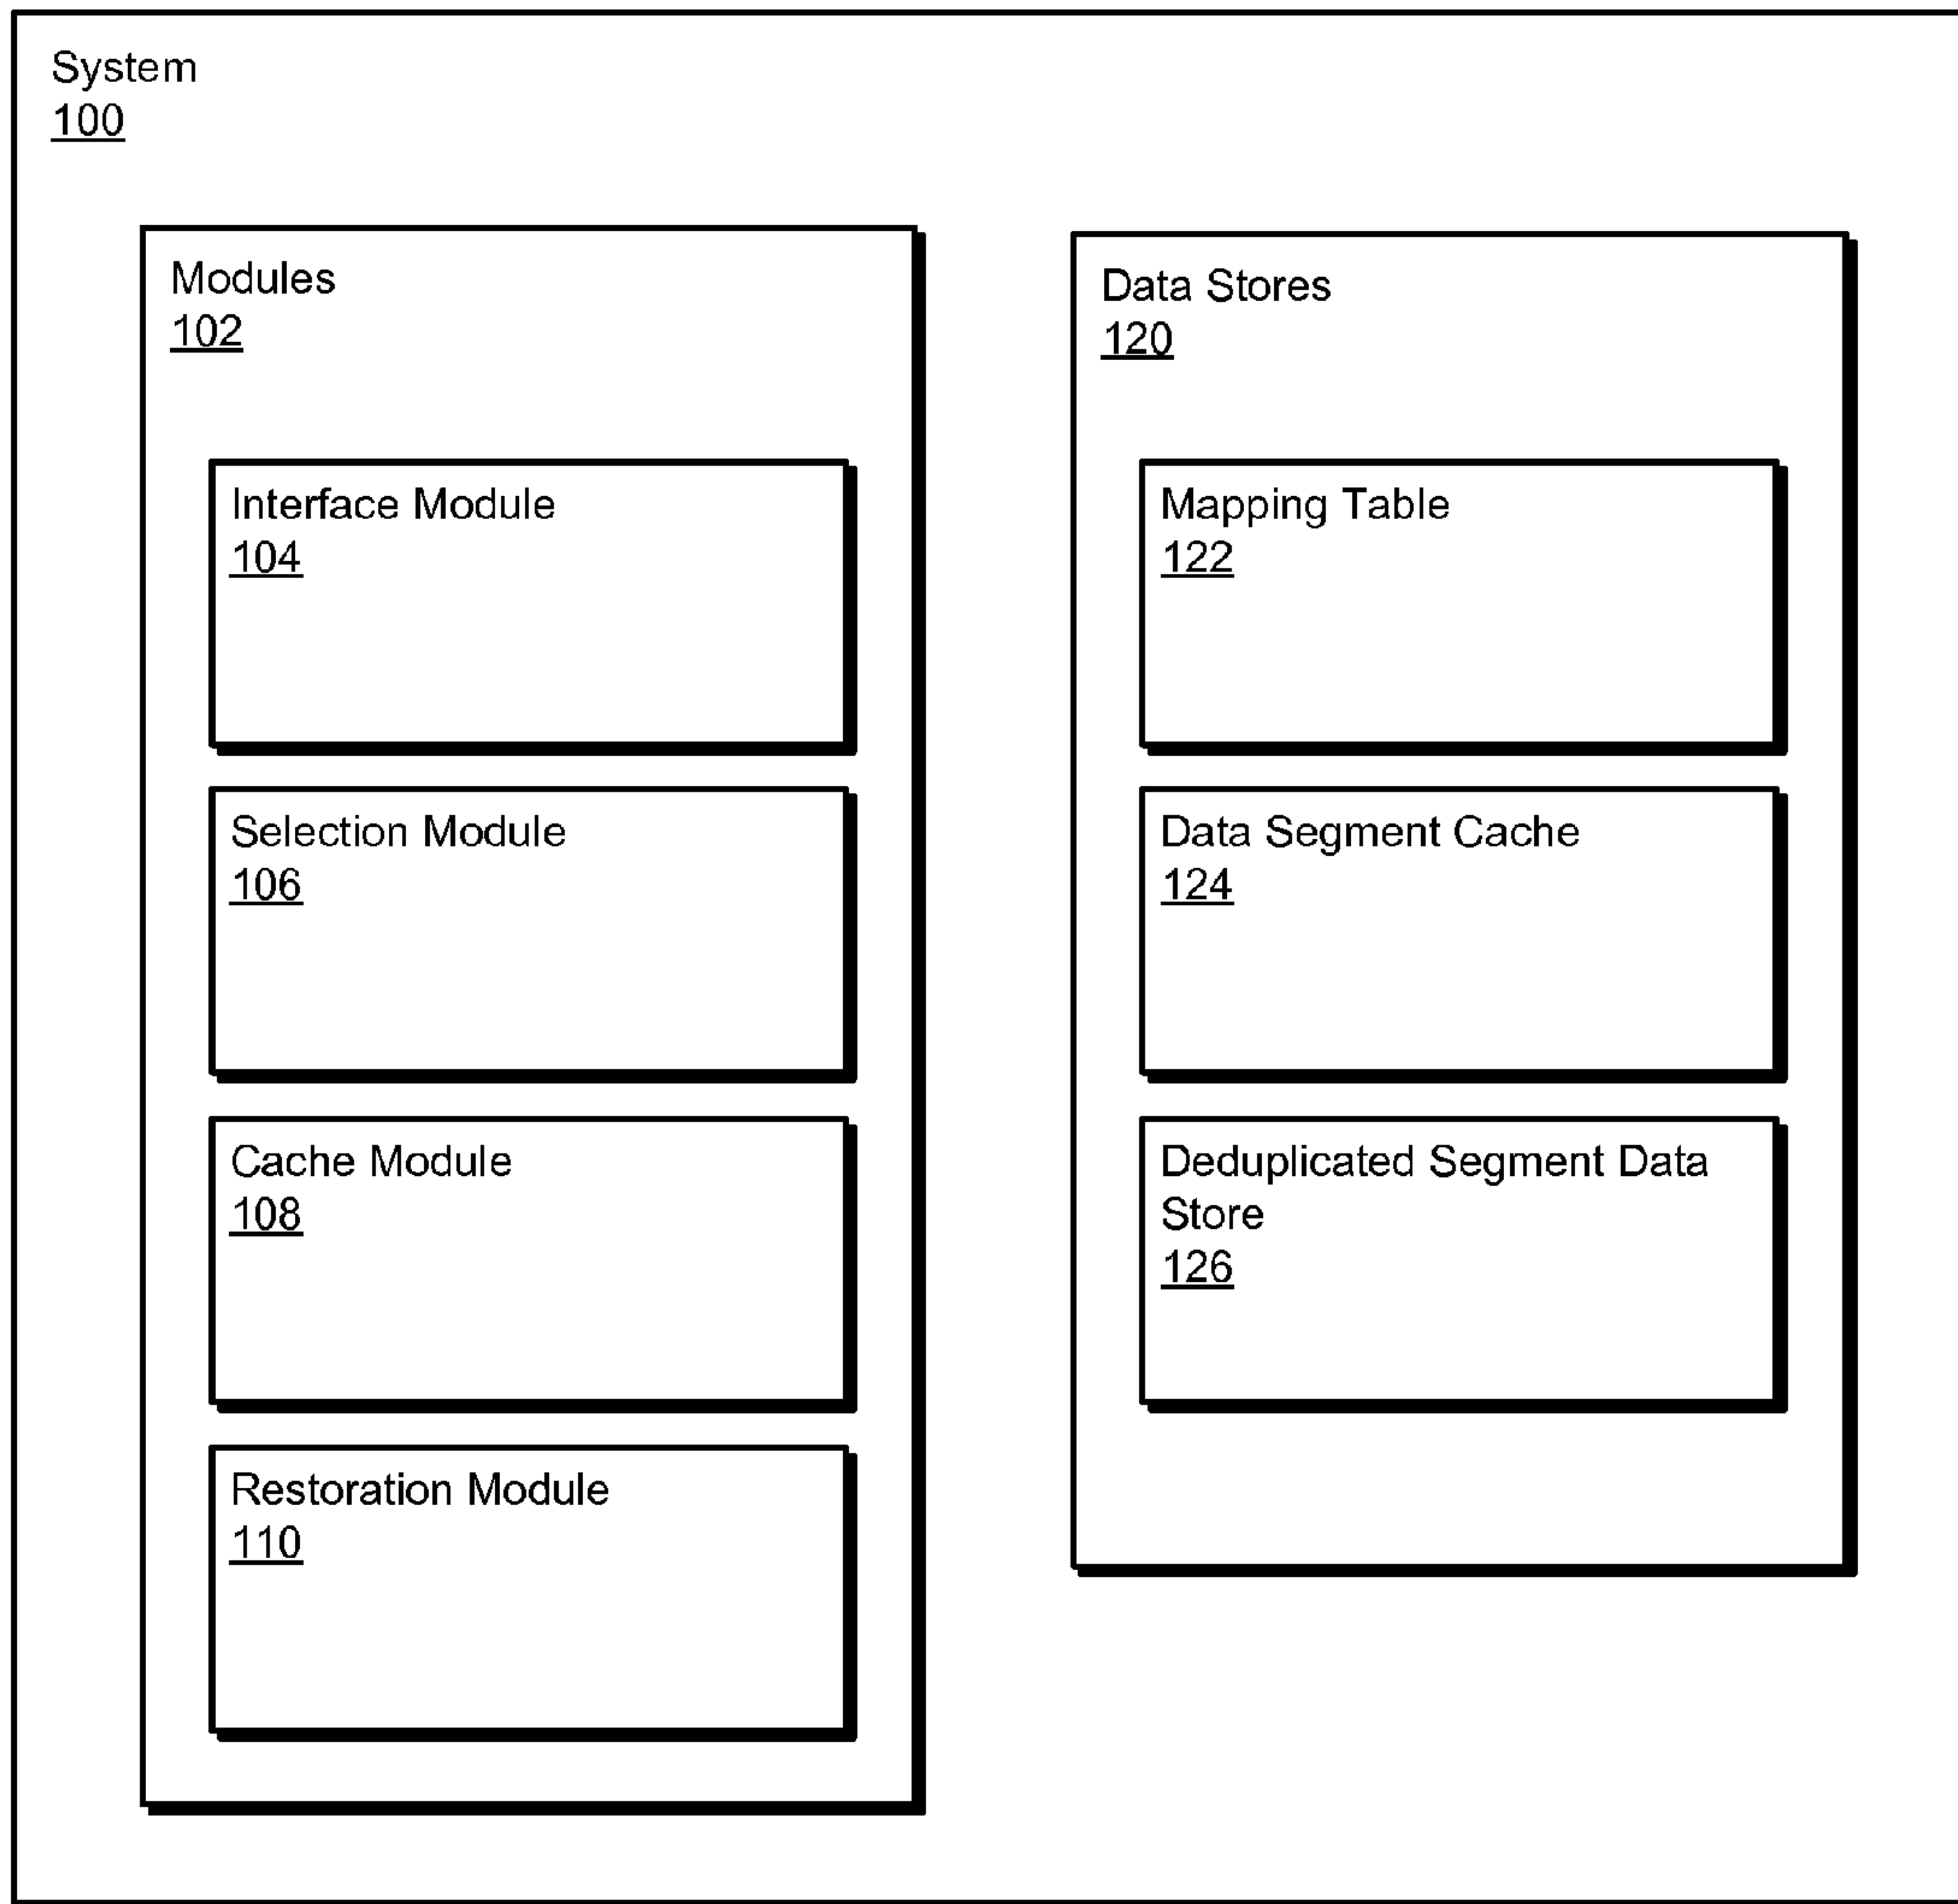 System
100
Modules
102
Interface Module
104
Selection Module
106
Cache Module
108
Restoration Module
110
Data Stores
120
Mapping Table
122
Data Segment Cache
124
Deduplicated Segment Data
Store
126